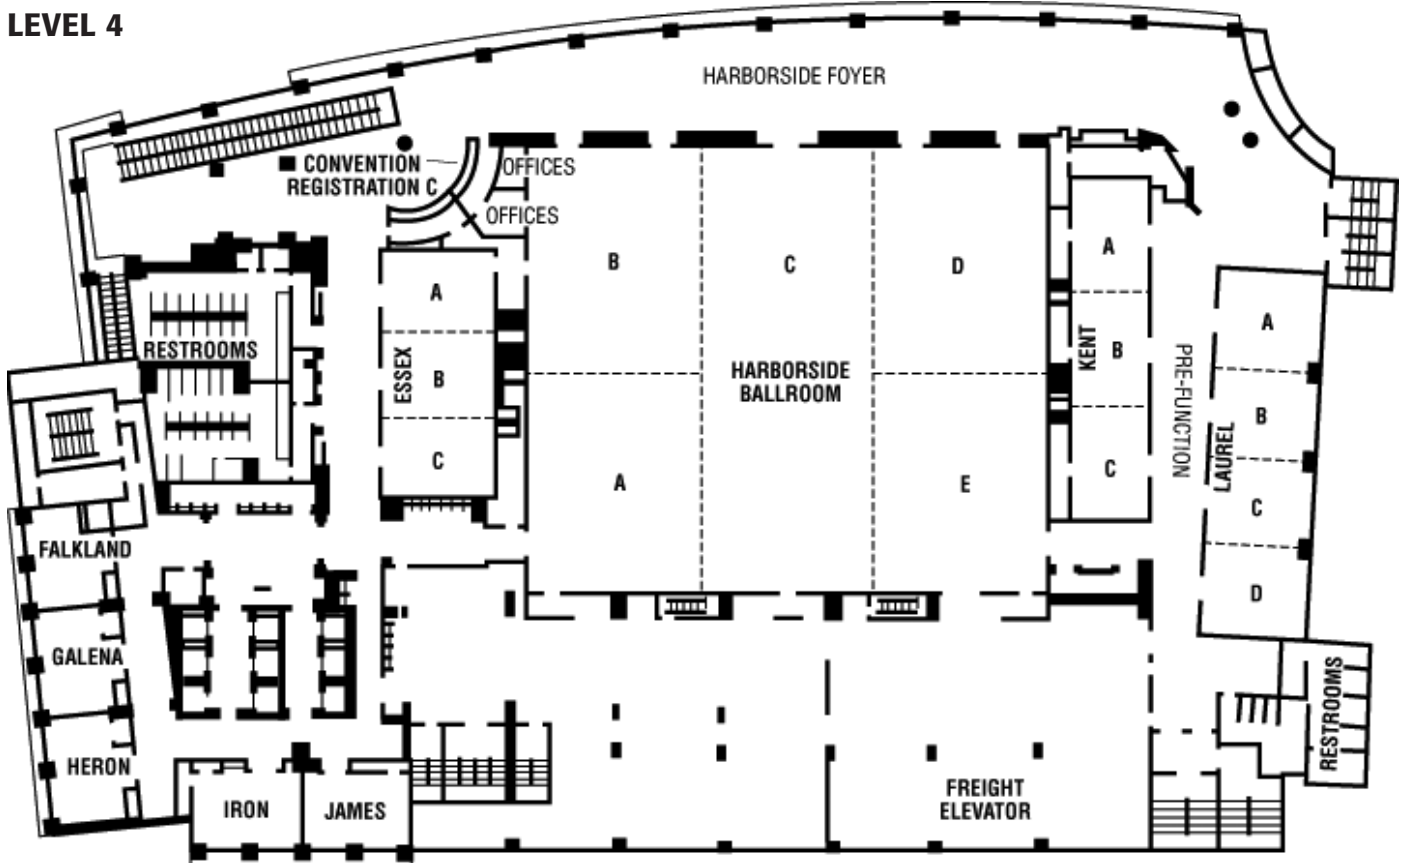 LEVEL 4
HARBORSIDE FOYER
CONVENTION
REGISTRATION C
OFFICES
OFFICES
RESTROOMS
ESSEX
A
B
C
B
C
D
HARBORSIDE
BALLROOM
A
E
KENT
A
B
C
PRE-FUNCTION
LAUREL
A
B
C
D
FALKLAND
GALENA
HERON
IRON
JAMES
FREIGHT
ELEVATOR
RESTROOMS